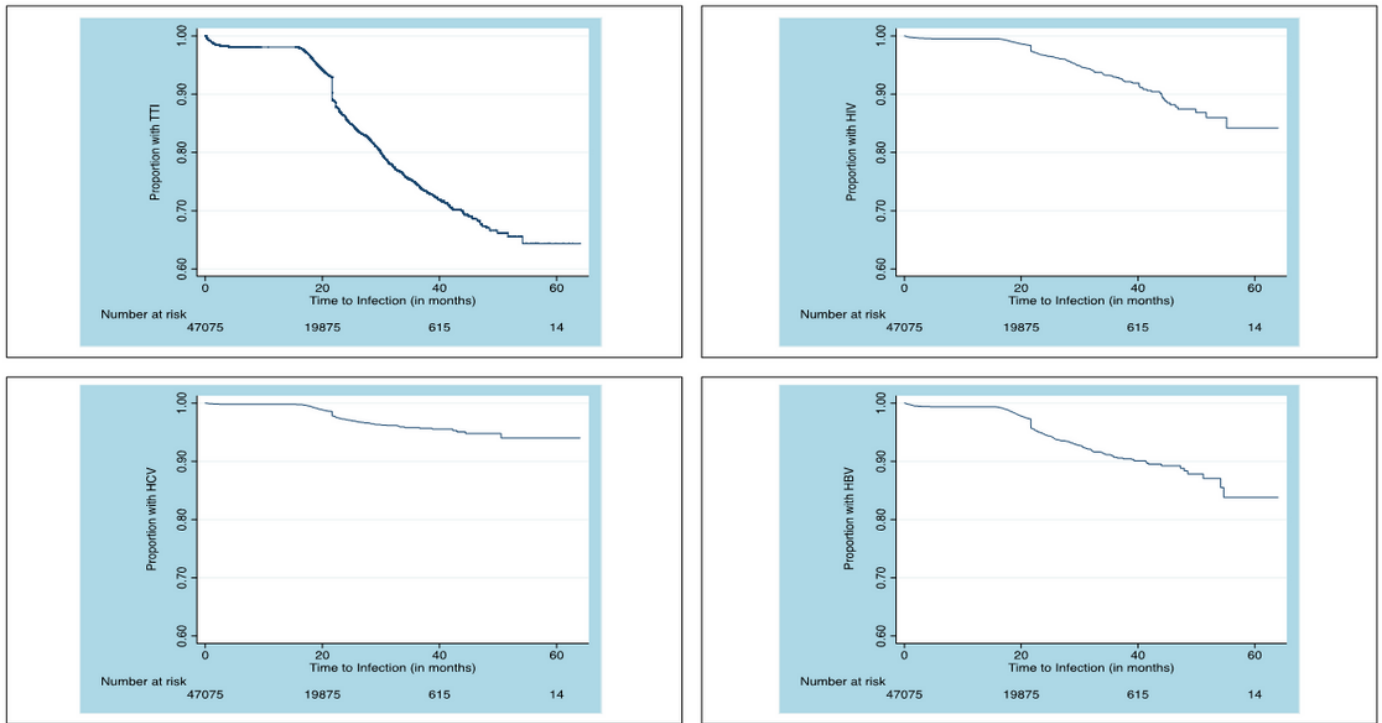 Proportion with TTI
1.00
0.90
0.80
0.70
0.60
0 20 40 60
Time to Infection (in months)
Number at risk
47075 19875 615 14
Proportion with HIV
1.00
0.90
0.80
0.70
0.60
0 20 40 60
Time to Infection (in months)
Number at risk
47075 19875 615 14
Proportion with HCV
1.00
0.90
0.80
0.70
0.60
0 20 40 60
Time to Infection (in months)
Number at risk
47075 19875 615 14
Proportion with HBV
1.00
0.90
0.80
0.70
0.60
0 20 40 60
Time to Infection (in months)
Number at risk
47075 19875 615 14